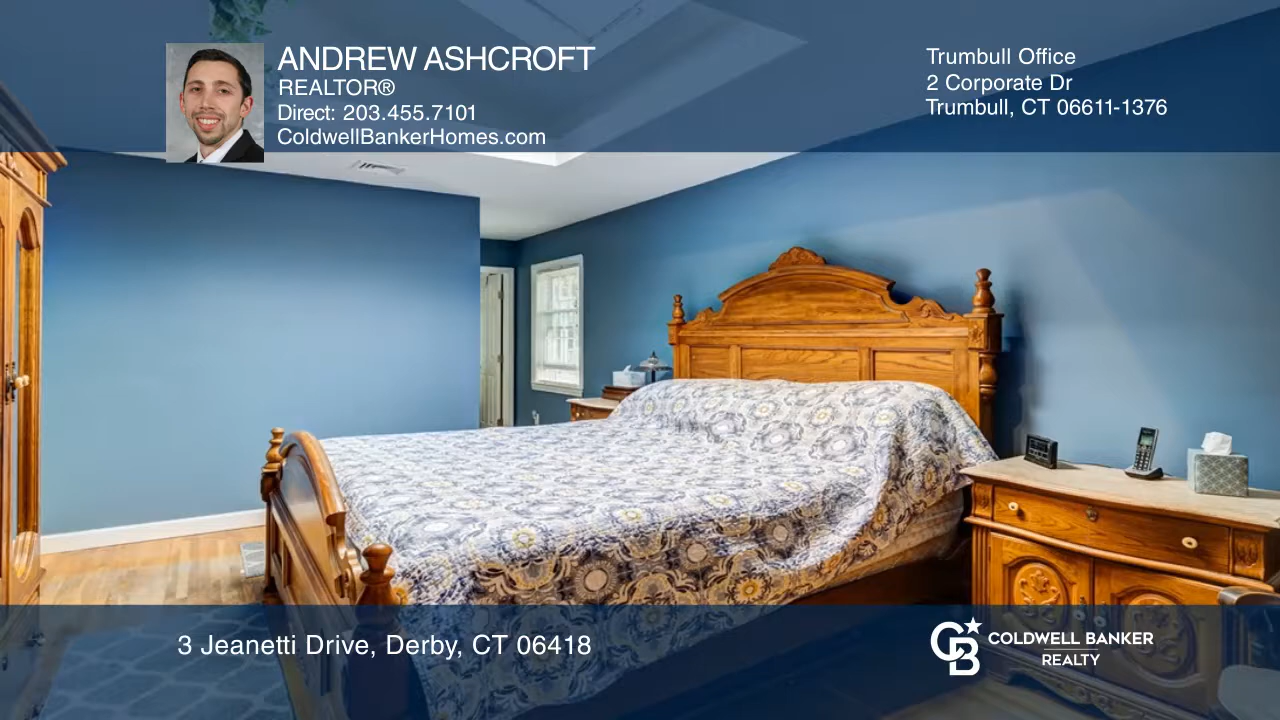 ANDREW ASHCROFT
REALTOR®
Direct: 203.455.7101
ColdwellBankerHomes.com
Trumbull Office
2 Corporate Dr
Trumbull, CT 06611-1376
3 Jeanetti Drive, Derby, CT 06418
CB
COLDWELL BANKER
REALTY